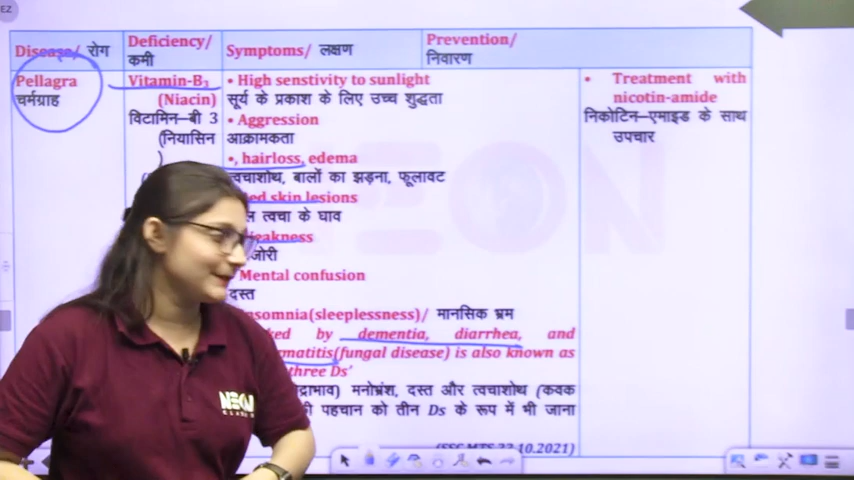 EZ
Disease/ रोग
Deficiency/
कमी
Symptoms/ लक्षण
Prevention/
निवारण
Pellagra
चर्मग्राह
Vitamin-B3
(Niacin)
विटामिन–बी 3
(नियासिन
)
• High senstivity to sunlight
सूर्य के प्रकाश के लिए उच्च शुद्धता
• Aggression
आक्रामकता
•, hairloss, edema
त्वचाशोथ, बालों का झड़ना, फूलावट
skin lesions
त्वचा के घाव
Mental confusion
दस्त
(sleeplessness)/ मानसिक भ्रम
by dementia, diarrhea, and
(fungal disease) is also known as
three Ds'
मनोभ्रंश, दस्त और त्वचाशोथ (कवक
पहचान को तीन Ds के रूप में भी जाना
(SSC MTS 22.10.2021)
• Treatment with
nicotin-amide
निकोटिन–एमाइड के साथ
उपचार
NEON
NEON